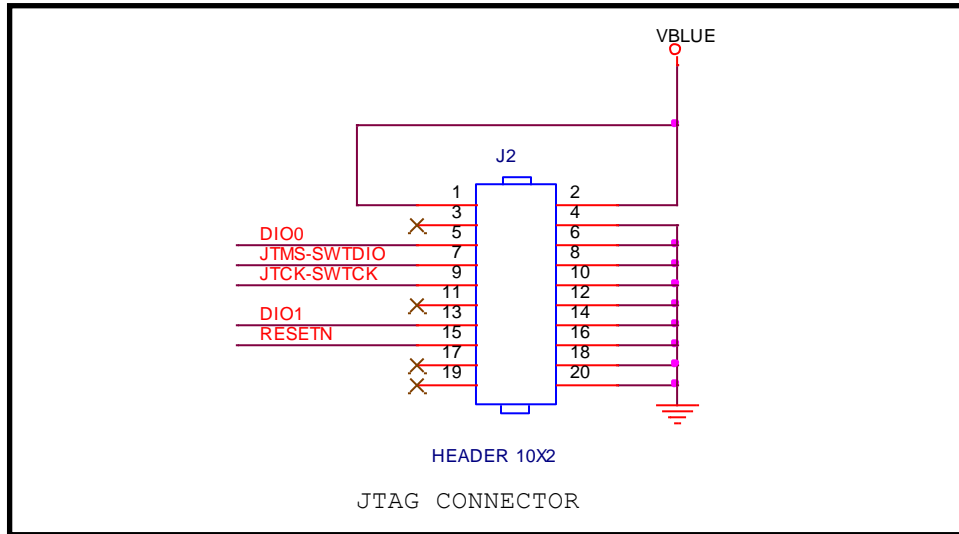 VBLUE
J2
1 2
3 4
DIO0 5 6
JTMS-SWTDIO 7 8
JTCK-SWTCK 9 10
11 12
DIO1 13 14
RESETN 15 16
17 18
19 20
HEADER 10X2
JTAG CONNECTOR